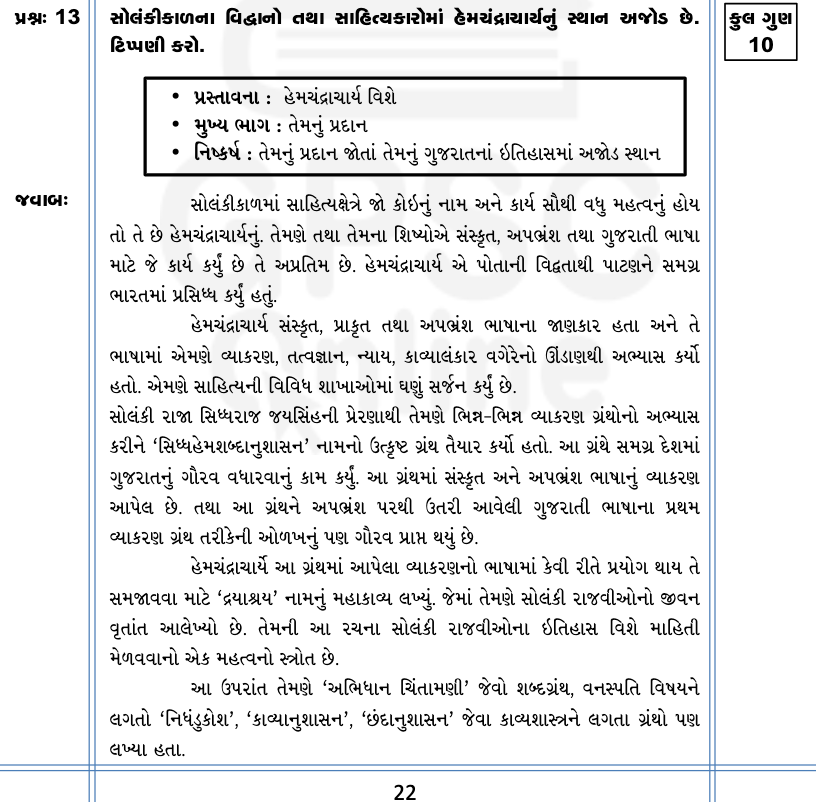 પ્રશ્નઃ 13
સોલંકીકાળના વિદ્વાનો તથા સાહિત્યકારોમાં હેમચંદ્રાચાર્યનું સ્થાન અજોડ છે.
ટિપ્પણી કરો.
કુલ ગુણ
10
• પ્રસ્તાવના : હેમચંદ્રાચાર્ય વિશે
• મુખ્ય ભાગ : તેમનું પ્રદાન
• નિષ્કર્ષ : તેમનું પ્રદાન જોતાં તેમનું ગુજરાતનાં ઇતિહાસમાં અજોડ સ્થાન
જવાબઃ
સોલંકીકાળમાં સાહિત્યક્ષેત્રે જો કોઇનું નામ અને કાર્ય સૌથી વધુ મહત્વનું હોય
તો તે છે હેમચંદ્રાચાર્યનું. તેમણે તથા તેમના શિષ્યોએ સંસ્કૃત, અપભ્રંશ તથા ગુજરાતી ભાષા
માટે જે કાર્ય કર્યું છે તે અપ્રતિમ છે. હેમચંદ્રાચાર્ય એ પોતાની વિદ્વતાથી પાટણને સમગ્ર
ભારતમાં પ્રસિધ્ધ કર્યું હતું.
હેમચંદ્રાચાર્ય સંસ્કૃત, પ્રાકૃત તથા અપભ્રંશ ભાષાના જાણકાર હતા અને તે
ભાષામાં એમણે વ્યાકરણ, તત્વજ્ઞાન, ન્યાય, કાવ્યાલંકાર વગેરેનો ઊંડાણથી અભ્યાસ કર્યો
હતો. એમણે સાહિત્યની વિવિધ શાખાઓમાં ઘણું સર્જન કર્યું છે.
સોલંકી રાજા સિધ્ધરાજ જયસિંહની પ્રેરણાથી તેમણે ભિન્ન-ભિન્ન વ્યાકરણ ગ્રંથોનો અભ્યાસ
કરીને ‘સિધ્ધહેમશબ્દાનુશાસન’ નામનો ઉત્કૃષ્ટ ગ્રંથ તૈયાર કર્યો હતો. આ ગ્રંથે સમગ્ર દેશમાં
ગુજરાતનું ગૌરવ વધારવાનું કામ કર્યું. આ ગ્રંથમાં સંસ્કૃત અને અપભ્રંશ ભાષાનું વ્યાકરણ
આપેલ છે. તથા આ ગ્રંથને અપભ્રંશ પરથી ઉતરી આવેલી ગુજરાતી ભાષાના પ્રથમ
વ્યાકરણ ગ્રંથ તરીકેની ઓળખનું પણ ગૌરવ પ્રાપ્ત થયું છે.
હેમચંદ્રાચાર્યે આ ગ્રંથમાં આપેલા વ્યાકરણનો ભાષામાં કેવી રીતે પ્રયોગ થાય તે
સમજાવવા માટે ‘દ્રયાશ્રય’ નામનું મહાકાવ્ય લખ્યું. જેમાં તેમણે સોલંકી રાજવીઓનો જીવન
વૃતાંત આલેખ્યો છે. તેમની આ રચના સોલંકી રાજવીઓના ઇતિહાસ વિશે માહિતી
મેળવવાનો એક મહત્વનો સ્ત્રોત છે.
આ ઉપરાંત તેમણે ‘અભિધાન ચિંતામણી’ જેવો શબ્દગ્રંથ, વનસ્પતિ વિષયને
લગતો ‘નિઘંડુકોશ’, ‘કાવ્યાનુશાસન’, ‘છંદાનુશાસન’ જેવા કાવ્યશાસ્ત્રને લગતા ગ્રંથો પણ
લખ્યા હતા.
22
GPSC
Online